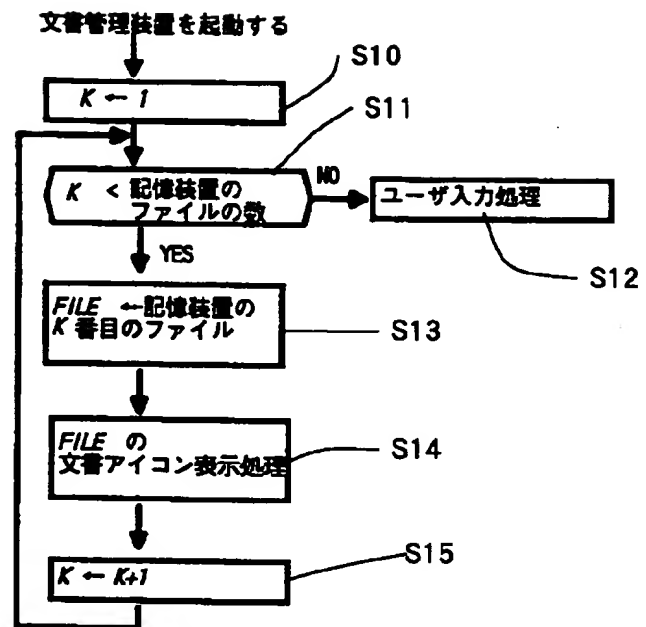 文書管理装置を起動する
S10
K ← 1
S11
K < 記憶装置の
ファイルの数
NO
ユーザ入力処理
S12
YES
FILE ←記憶装置の
K 番目のファイル
S13
FILE の
文書アイコン表示処理
S14
K ← K+1
S15